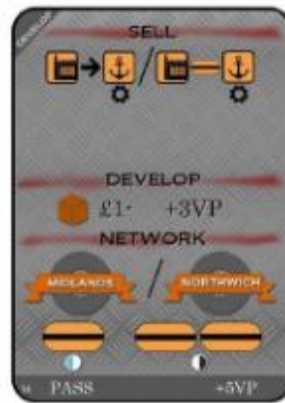 DEVELOP
SELL
DEVELOP
£1- +3VP
NETWORK
MIDLANDS / NORTHWICH
PASS +5VP